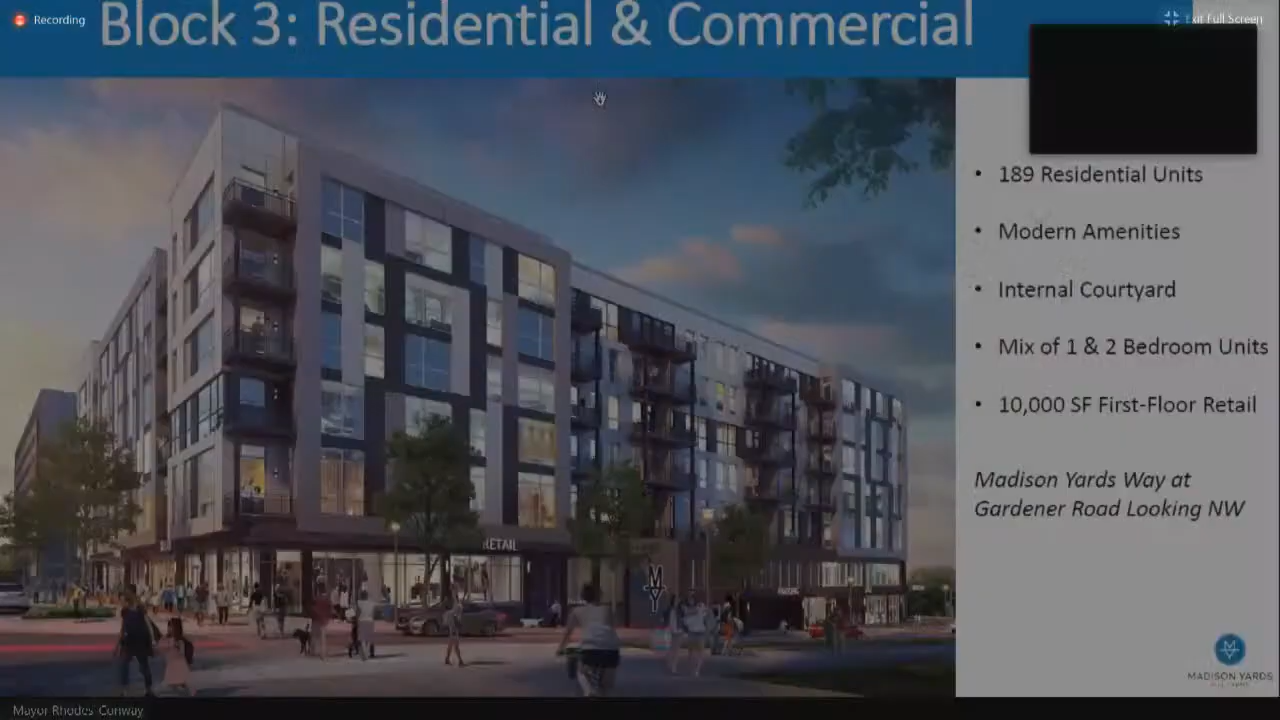 Recording
Exit Full Screen
Block 3: Residential & Commercial
• 189 Residential Units
• Modern Amenities
• Internal Courtyard
• Mix of 1 & 2 Bedroom Units
• 10,000 SF First-Floor Retail
Madison Yards Way at
Gardener Road Looking NW
RETAIL
MADISON YARDS
Mayor Rhodes-Conway